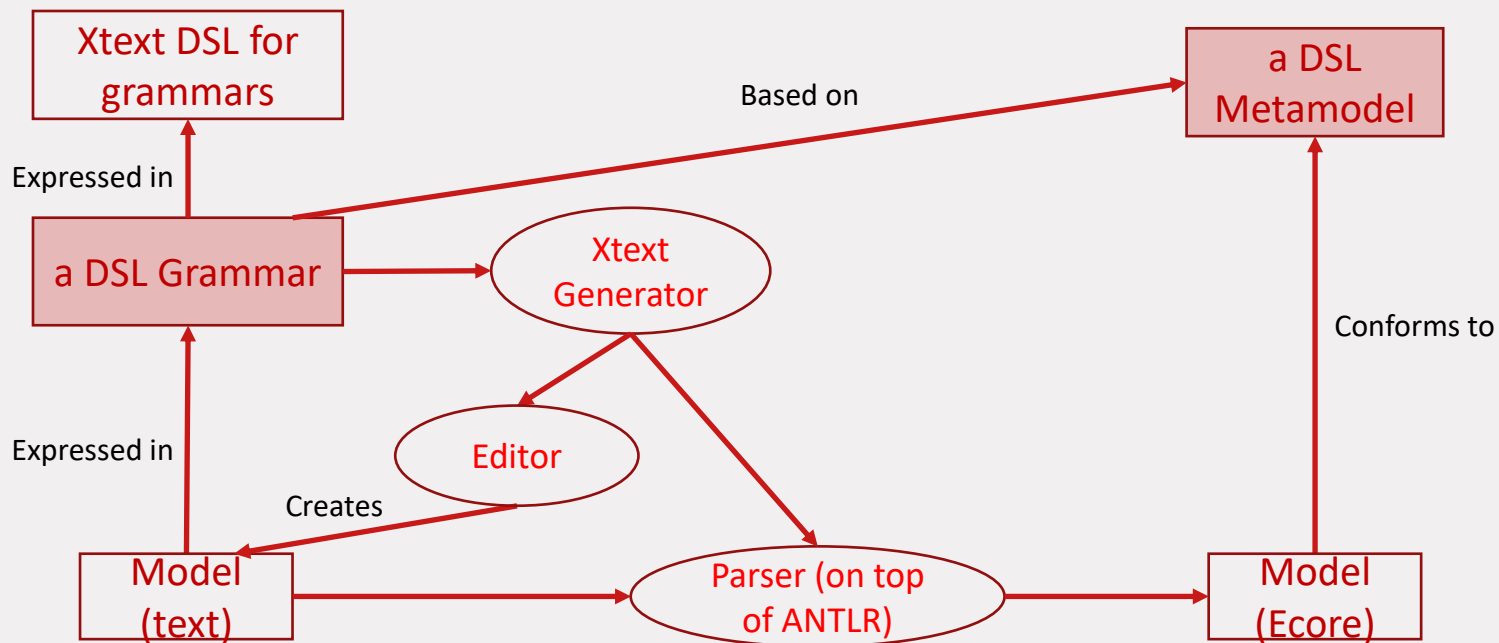 Xtext DSL for
grammars
a DSL
Metamodel
Based on
Expressed in
a DSL Grammar
Xtext
Generator
Conforms to
Expressed in
Editor
Creates
Model
(text)
Parser (on top
of ANTLR)
Model
(Ecore)